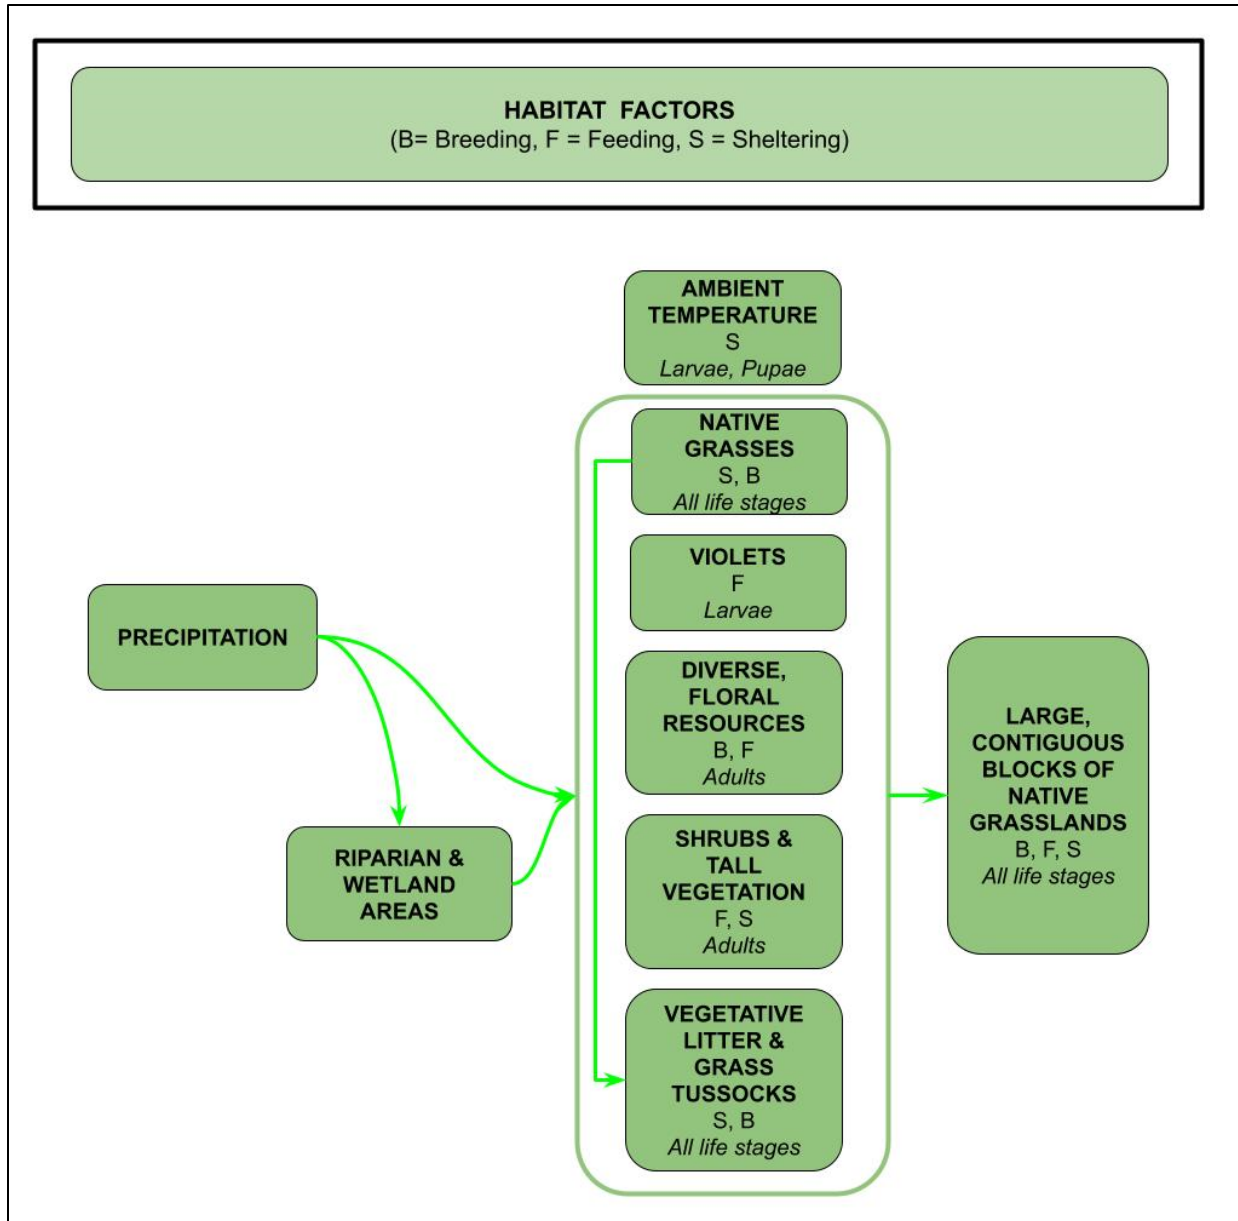 HABITAT FACTORS
(B= Breeding, F = Feeding, S = Sheltering)
AMBIENT
TEMPERATURE
S
Larvae, Pupae
NATIVE
GRASSES
S, B
All life stages
VIOLETS
F
Larvae
PRECIPITATION
DIVERSE,
FLORAL
RESOURCES
B, F
Adults
LARGE,
CONTIGUOUS
BLOCKS OF
NATIVE
GRASSLANDS
B, F, S
All life stages
RIPARIAN &
WETLAND
AREAS
SHRUBS &
TALL
VEGETATION
F, S
Adults
VEGETATIVE
LITTER &
GRASS
TUSSOCKS
S, B
All life stages